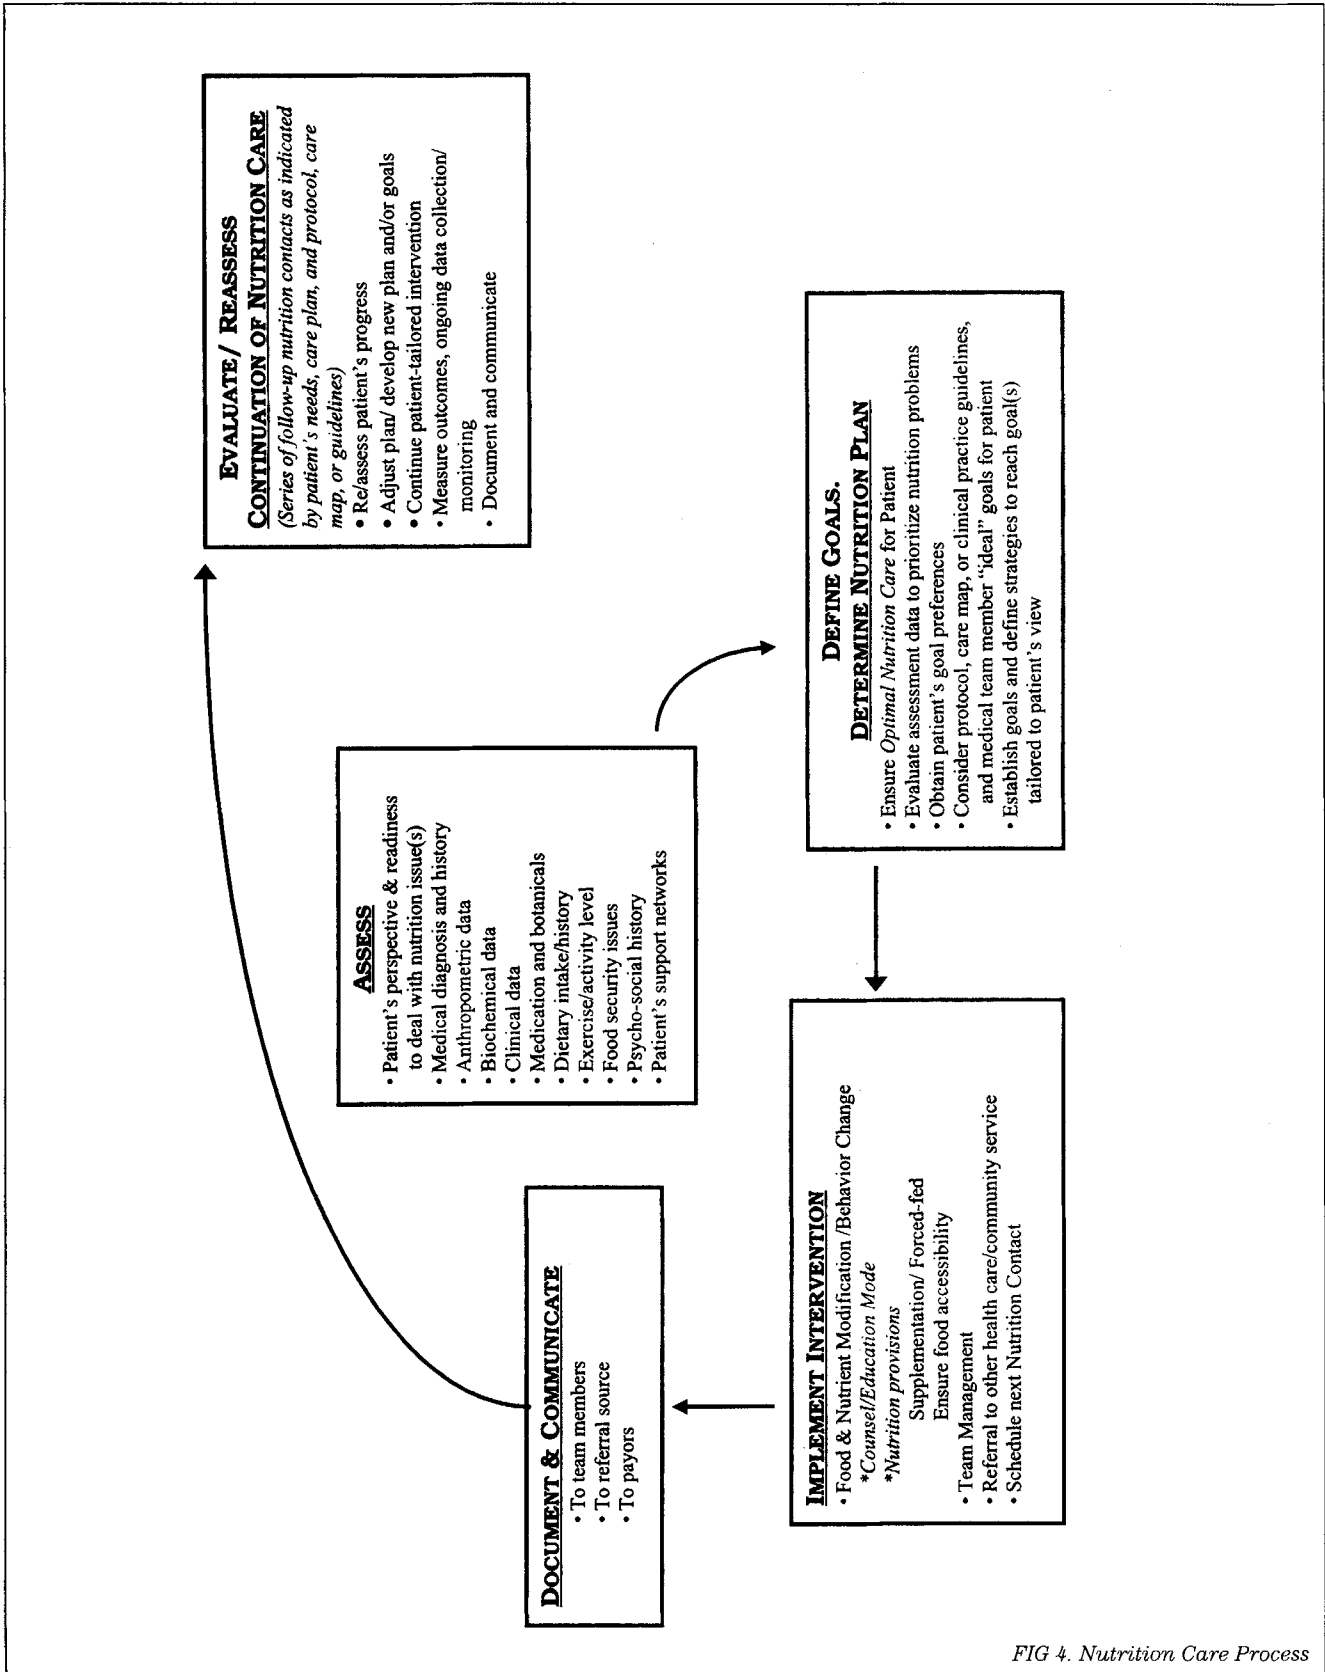 ASSESS
• Patient's perspective & readiness
to deal with nutrition issue(s)
• Medical diagnosis and history
• Anthropometric data
• Biochemical data
• Clinical data
• Medication and botanicals
• Dietary intake/history
• Exercise/activity level
• Food security issues
• Psycho-social history
• Patient's support networks
DEFINE GOALS.
DETERMINE NUTRITION PLAN
• Ensure Optimal Nutrition Care for Patient
• Evaluate assessment data to prioritize nutrition problems
• Obtain patient's goal preferences
• Consider protocol, care map, or clinical practice guidelines,
and medical team member "ideal" goals for patient
• Establish goals and define strategies to reach goal(s)
tailored to patient's view
IMPLEMENT INTERVENTION
• Food & Nutrient Modification /Behavior Change
*Counsel/Education Mode
*Nutrition provisions
Supplementation/ Forced-fed
Ensure food accessibility
• Team Management
• Referral to other health care/community service
• Schedule next Nutrition Contact
DOCUMENT & COMMUNICATE
• To team members
• To referral source
• To payors
EVALUATE/ REASSESS
CONTINUATION OF NUTRITION CARE
(Series of follow-up nutrition contacts as indicated
by patient's needs, care plan, and protocol, care
map, or guidelines)
• Re/assess patient's progress
• Adjust plan/ develop new plan and/or goals
• Continue patient-tailored intervention
• Measure outcomes, ongoing data collection/
monitoring
• Document and communicate
FIG 4. Nutrition Care Process